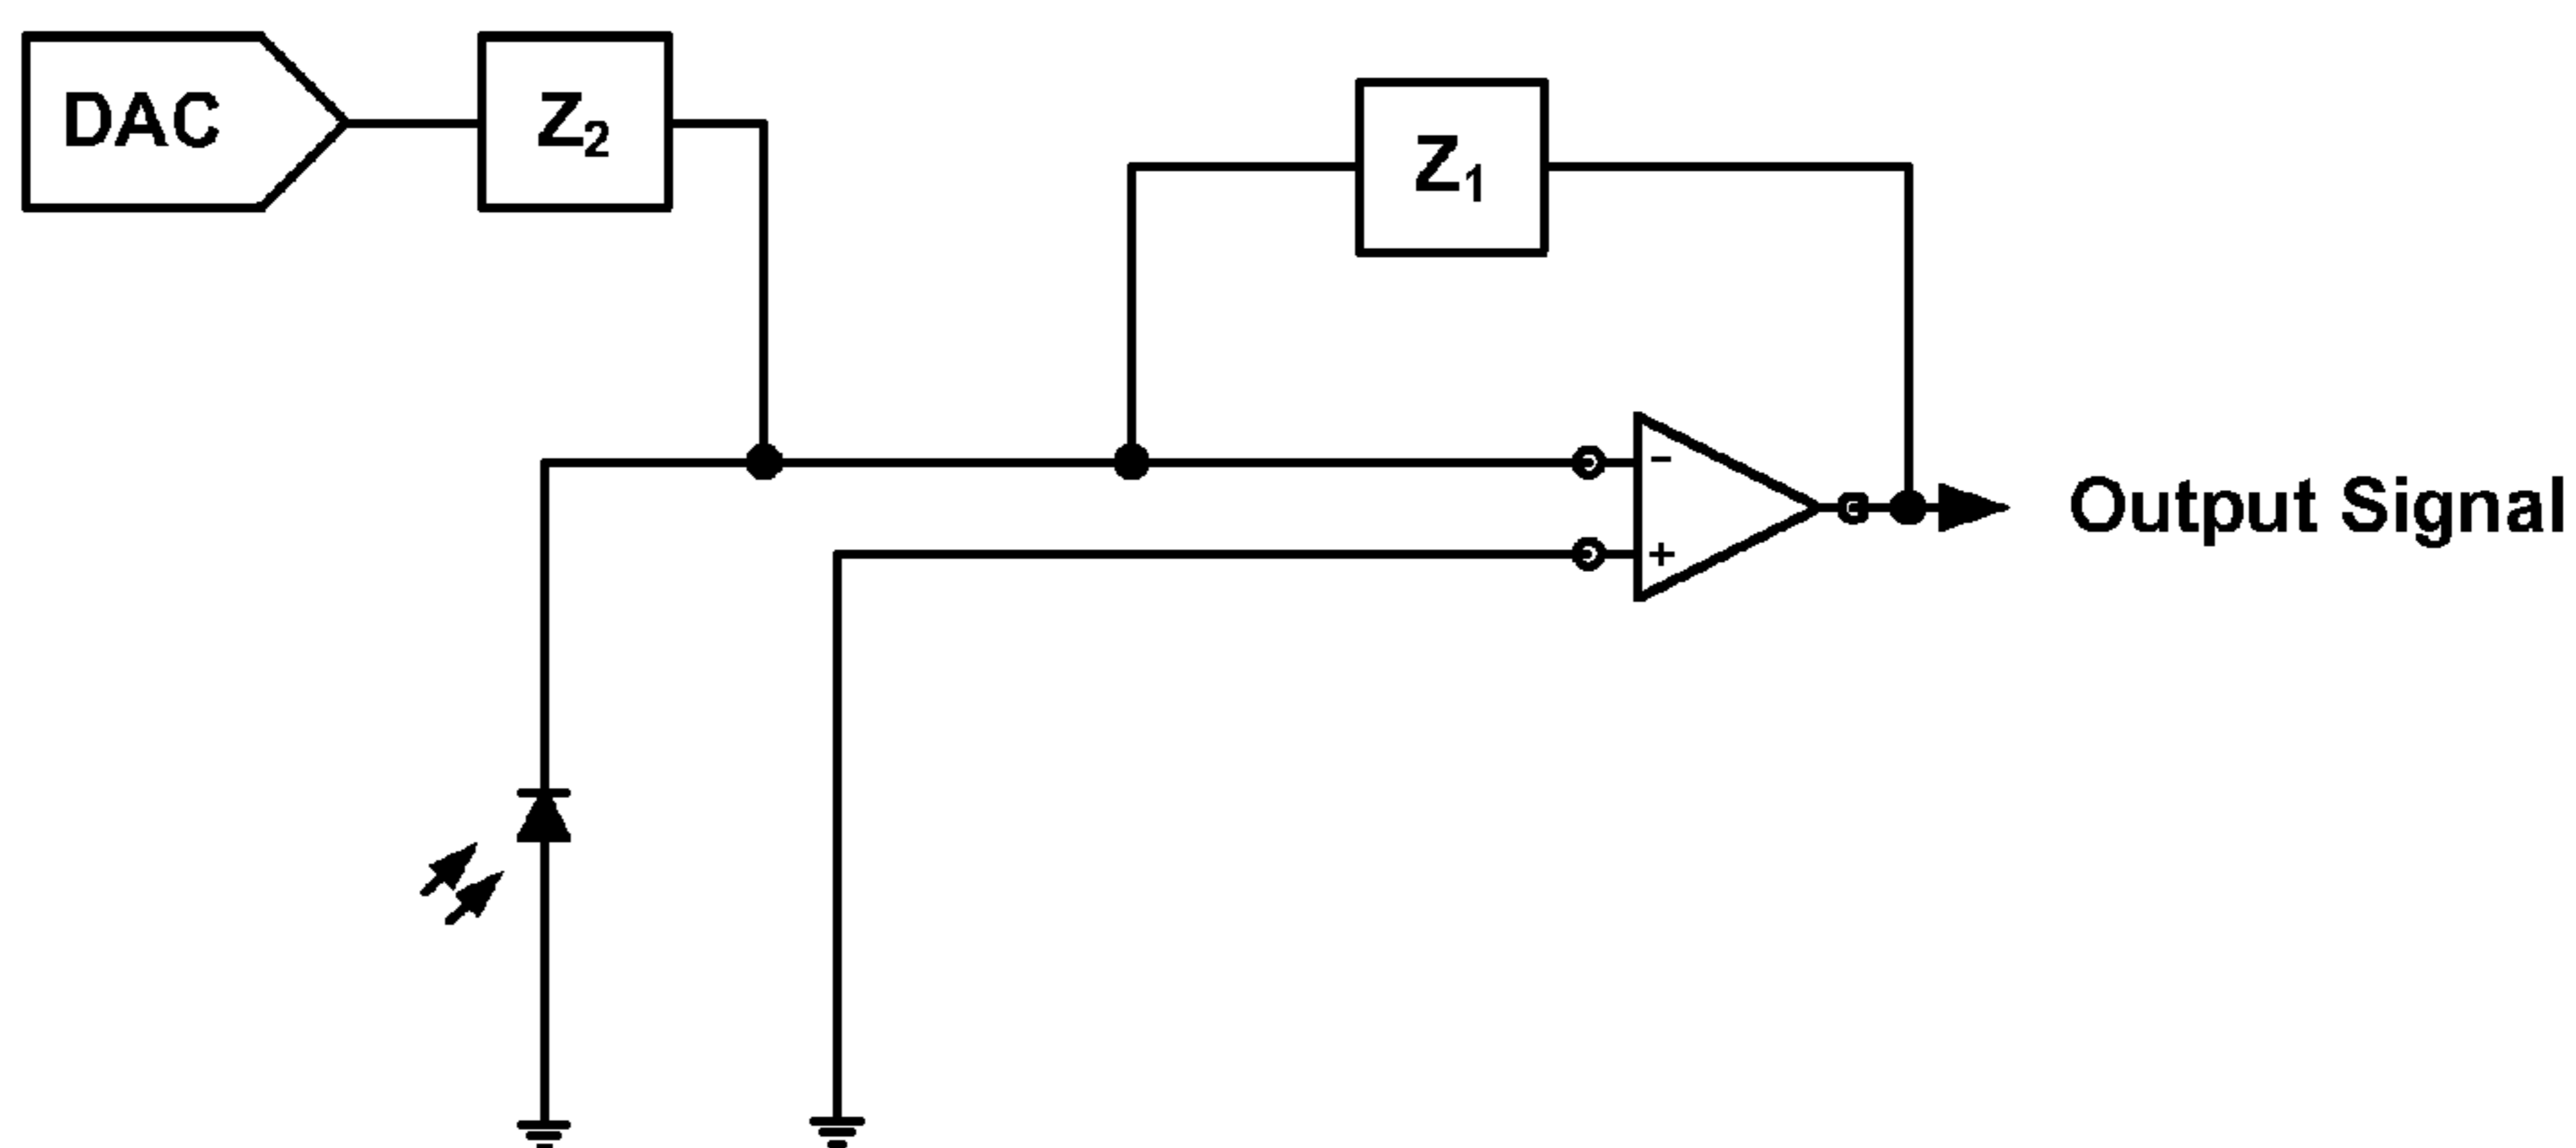 DAC
Z₂
Z₁
-
+
Output Signal